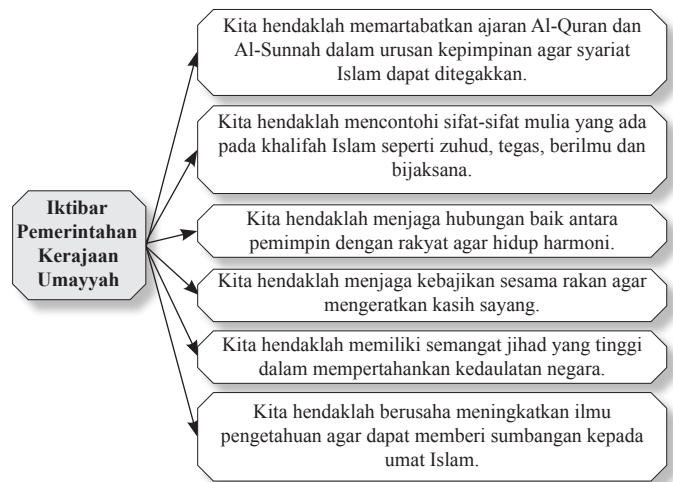 Iktibar
Pemerintahan
Kerajaan
Umayyah
Kita hendaklah memartabatkan ajaran Al-Quran dan
Al-Sunnah dalam urusan kepimpinan agar syariat
Islam dapat ditegakkan.
Kita hendaklah mencontohi sifat-sifat mulia yang ada
pada khalifah Islam seperti zuhud, tegas, berilmu dan
bijaksana.
Kita hendaklah menjaga hubungan baik antara
pemimpin dengan rakyat agar hidup harmoni.
Kita hendaklah menjaga kebajikan sesama rakan agar
mengeratkan kasih sayang.
Kita hendaklah memiliki semangat jihad yang tinggi
dalam mempertahankan kedaulatan negara.
Kita hendaklah berusaha meningkatkan ilmu
pengetahuan agar dapat memberi sumbangan kepada
umat Islam.